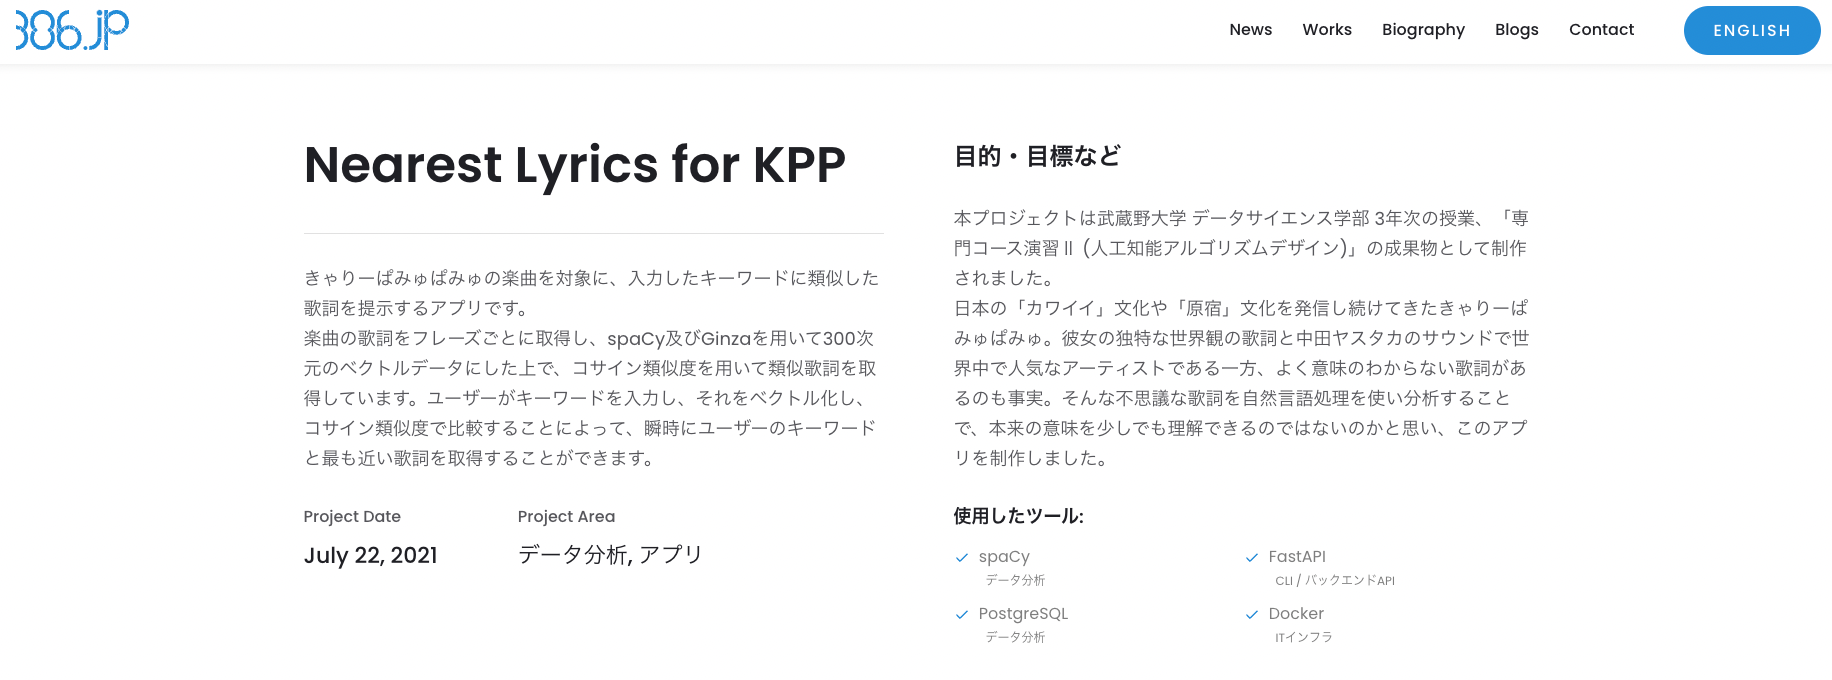 386.jp
News
Works
Biography
Blogs
Contact
ENGLISH
Nearest Lyrics for KPP
きゃりーぱみゅぱみゅの楽曲を対象に、入力したキーワードに類似した
歌詞を提示するアプリです。
楽曲の歌詞をフレーズごとに取得し、spaCy及びGinzaを用いて300次
元のベクトルデータにした上で、コサイン類似度を用いて類似歌詞を取
得しています。ユーザーがキーワードを入力し、それをベクトル化し、
コサイン類似度で比較することによって、瞬時にユーザーのキーワード
と最も近い歌詞を取得することができます。
Project Date
July 22, 2021
Project Area
データ分析, アプリ
目的・目標など
本プロジェクトは武蔵野大学 データサイエンス学部 3年次の授業、「専
門コース演習Ⅱ (人工知能アルゴリズムデザイン)」の成果物として制作
されました。
日本の「カワイイ」文化や「原宿」文化を発信し続けてきたきゃりーぱ
みゅぱみゅ。彼女の独特な世界観の歌詞と中田ヤスタカのサウンドで世
界中で人気なアーティストである一方、よく意味のわからない歌詞があ
るのも事実。そんな不思議な歌詞を自然言語処理を使い分析すること
で、本来の意味を少しでも理解できるのではないのかと思い、このアプ
リを制作しました。
使用したツール:
spaCy
データ分析
FastAPI
CLI / バックエンドAPI
PostgreSQL
データ分析
Docker
ITインフラ